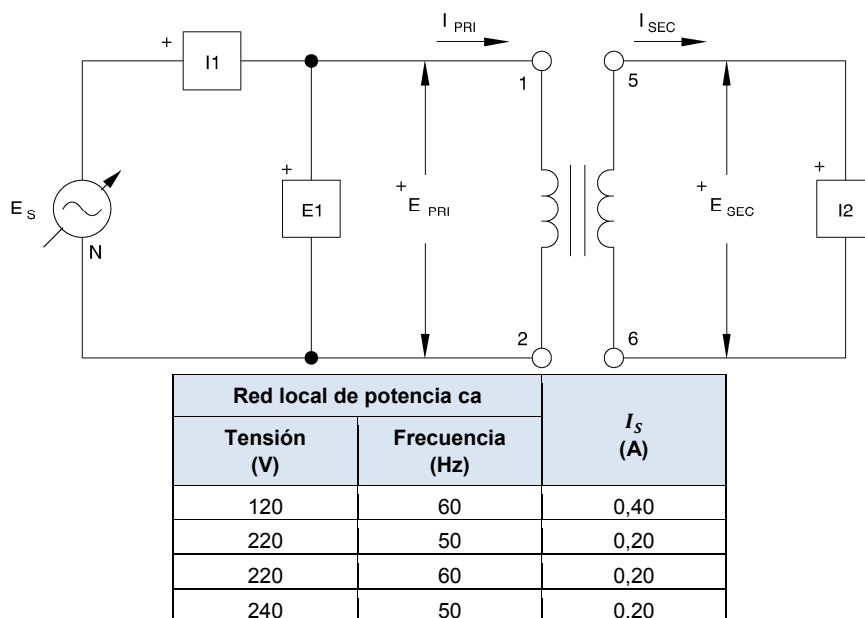 I PRI
I SEC
+
I1
1
5
+
E1
+
E PRI
+
E SEC
+
I2
E S
N
2
6
Red local de potencia ca
I_S (A)
Tensión (V)
Frecuencia (Hz)
120 60 0,40
220 50 0,20
220 60 0,20
240 50 0,20